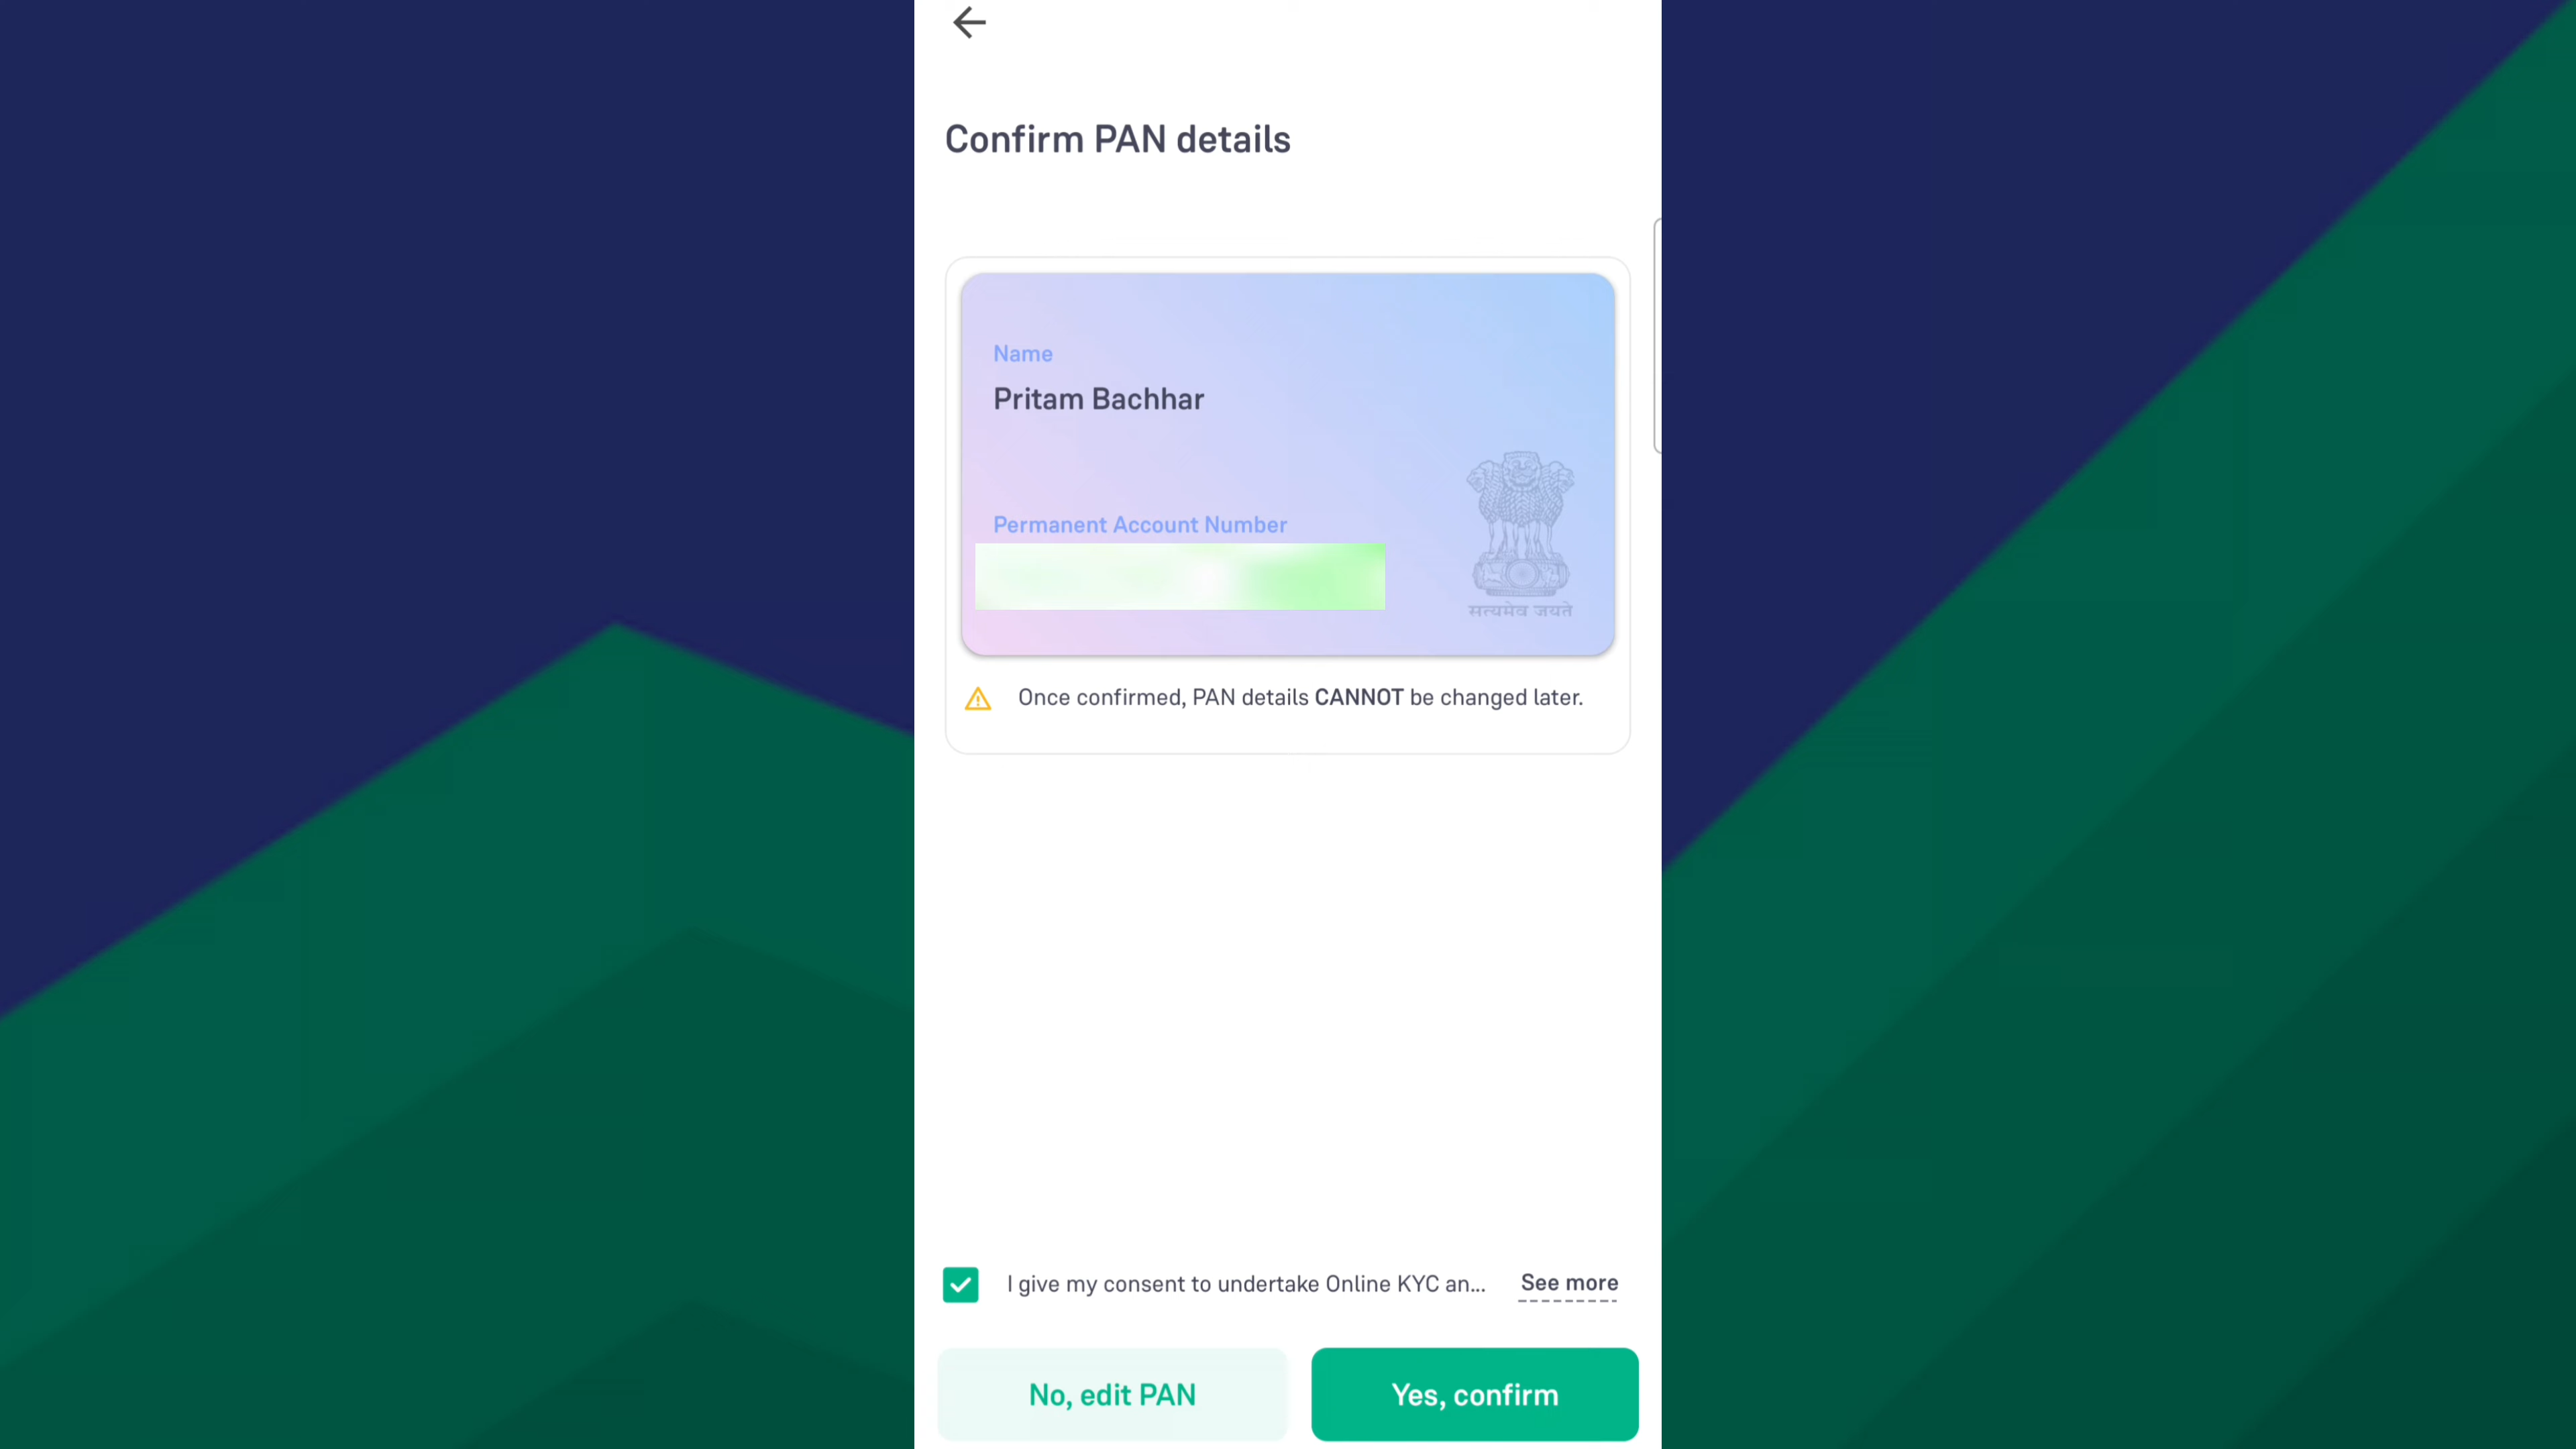 Confirm PAN details
Name
Pritam Bachhar
Permanent Account Number
सत्यमेव जयते
Once confirmed, PAN details CANNOT be changed later.
I give my consent to undertake Online KYC an... See more
No, edit PAN
Yes, confirm